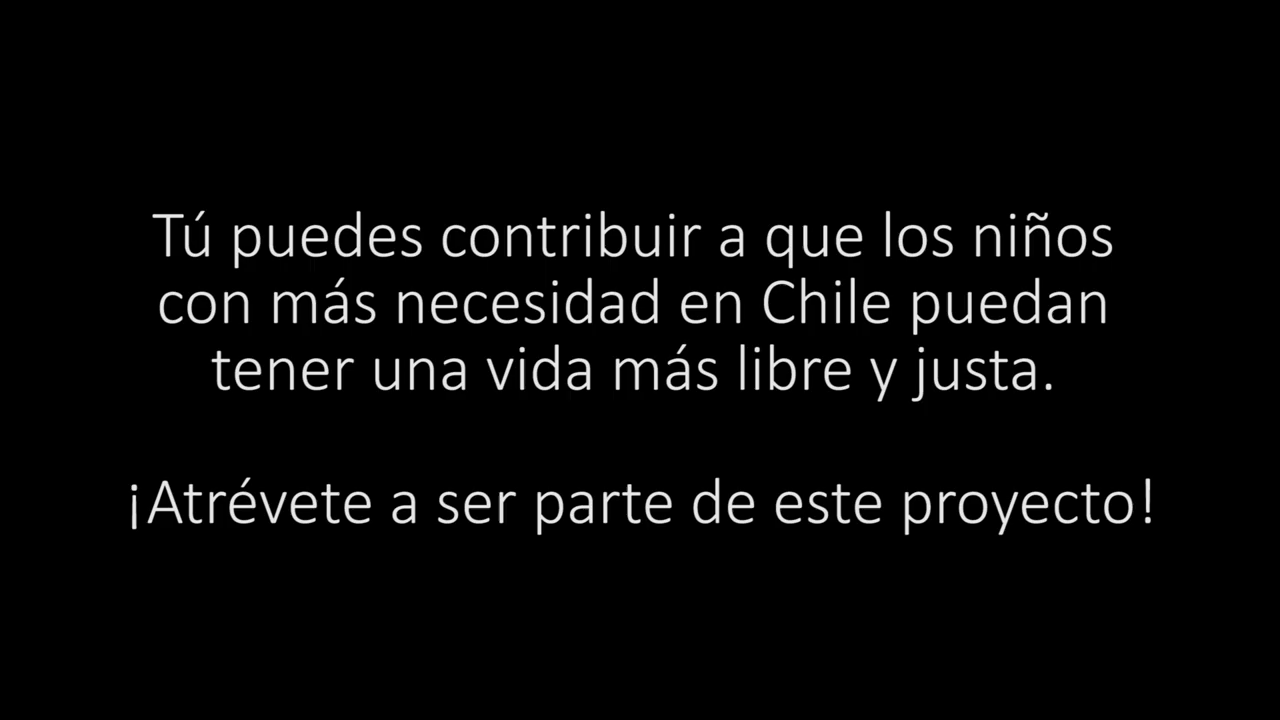 Tú puedes contribuir a que los niños
con más necesidad en Chile puedan
tener una vida más libre y justa.
¡Atrévete a ser parte de este proyecto!